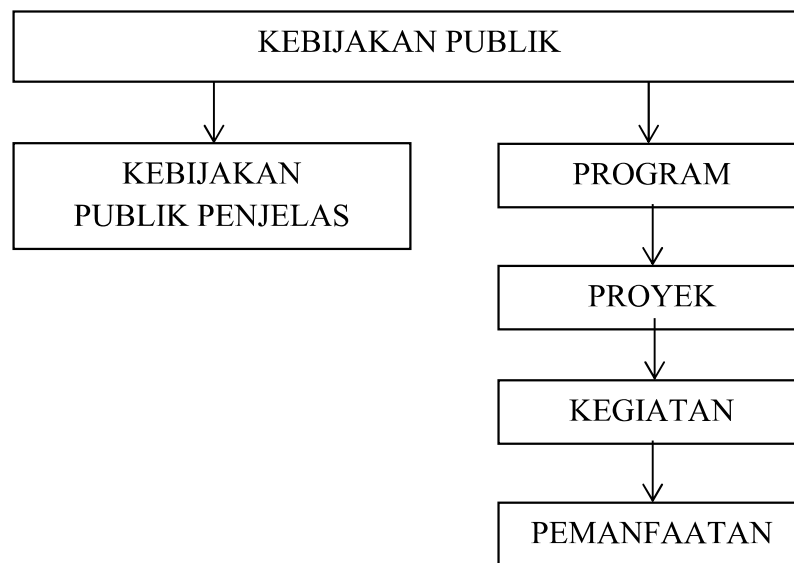 KEBIJAKAN PUBLIK
KEBIJAKAN
PUBLIK PENJELAS
PROGRAM
PROYEK
KEGIATAN
PEMANFAATAN